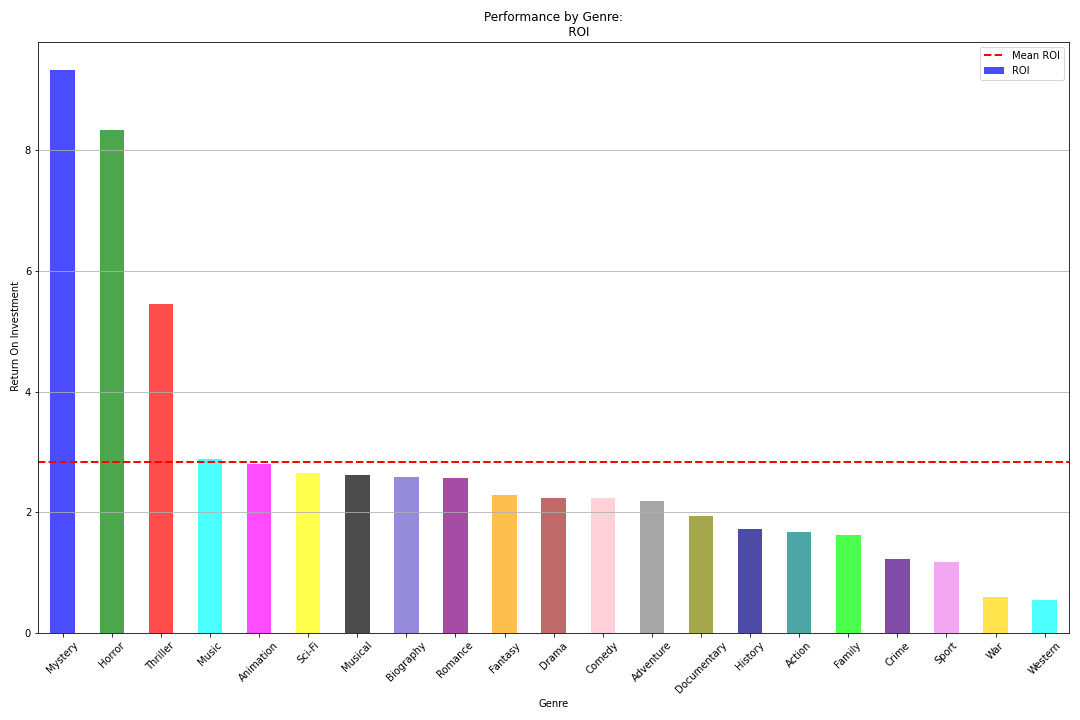 Performance by Genre:
ROI
Mean ROI
ROI
Return On Investment
8
6
4
2
0
Mystery
Horror
Thriller
Music
Animation
Sci-Fi
Musical
Biography
Romance
Fantasy
Drama
Comedy
Adventure
Documentary
History
Action
Family
Crime
Sport
War
Western
Genre